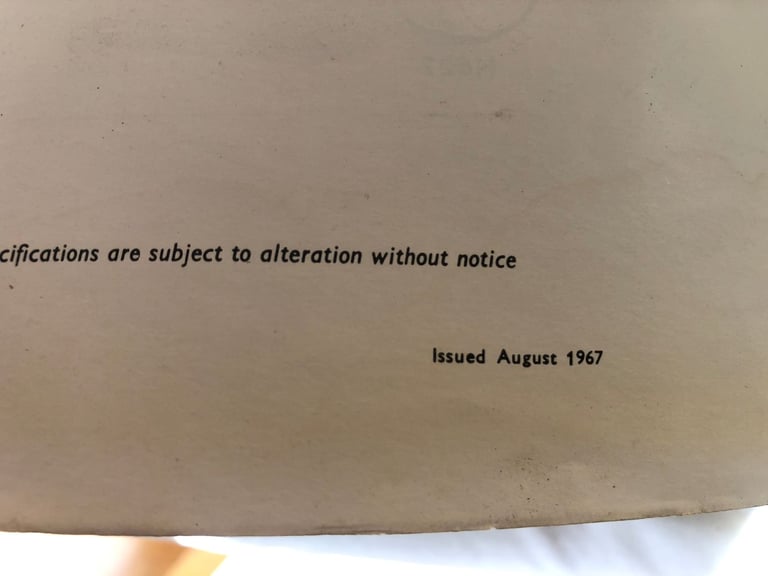 cifications are subject to alteration without notice
Issued August 1967